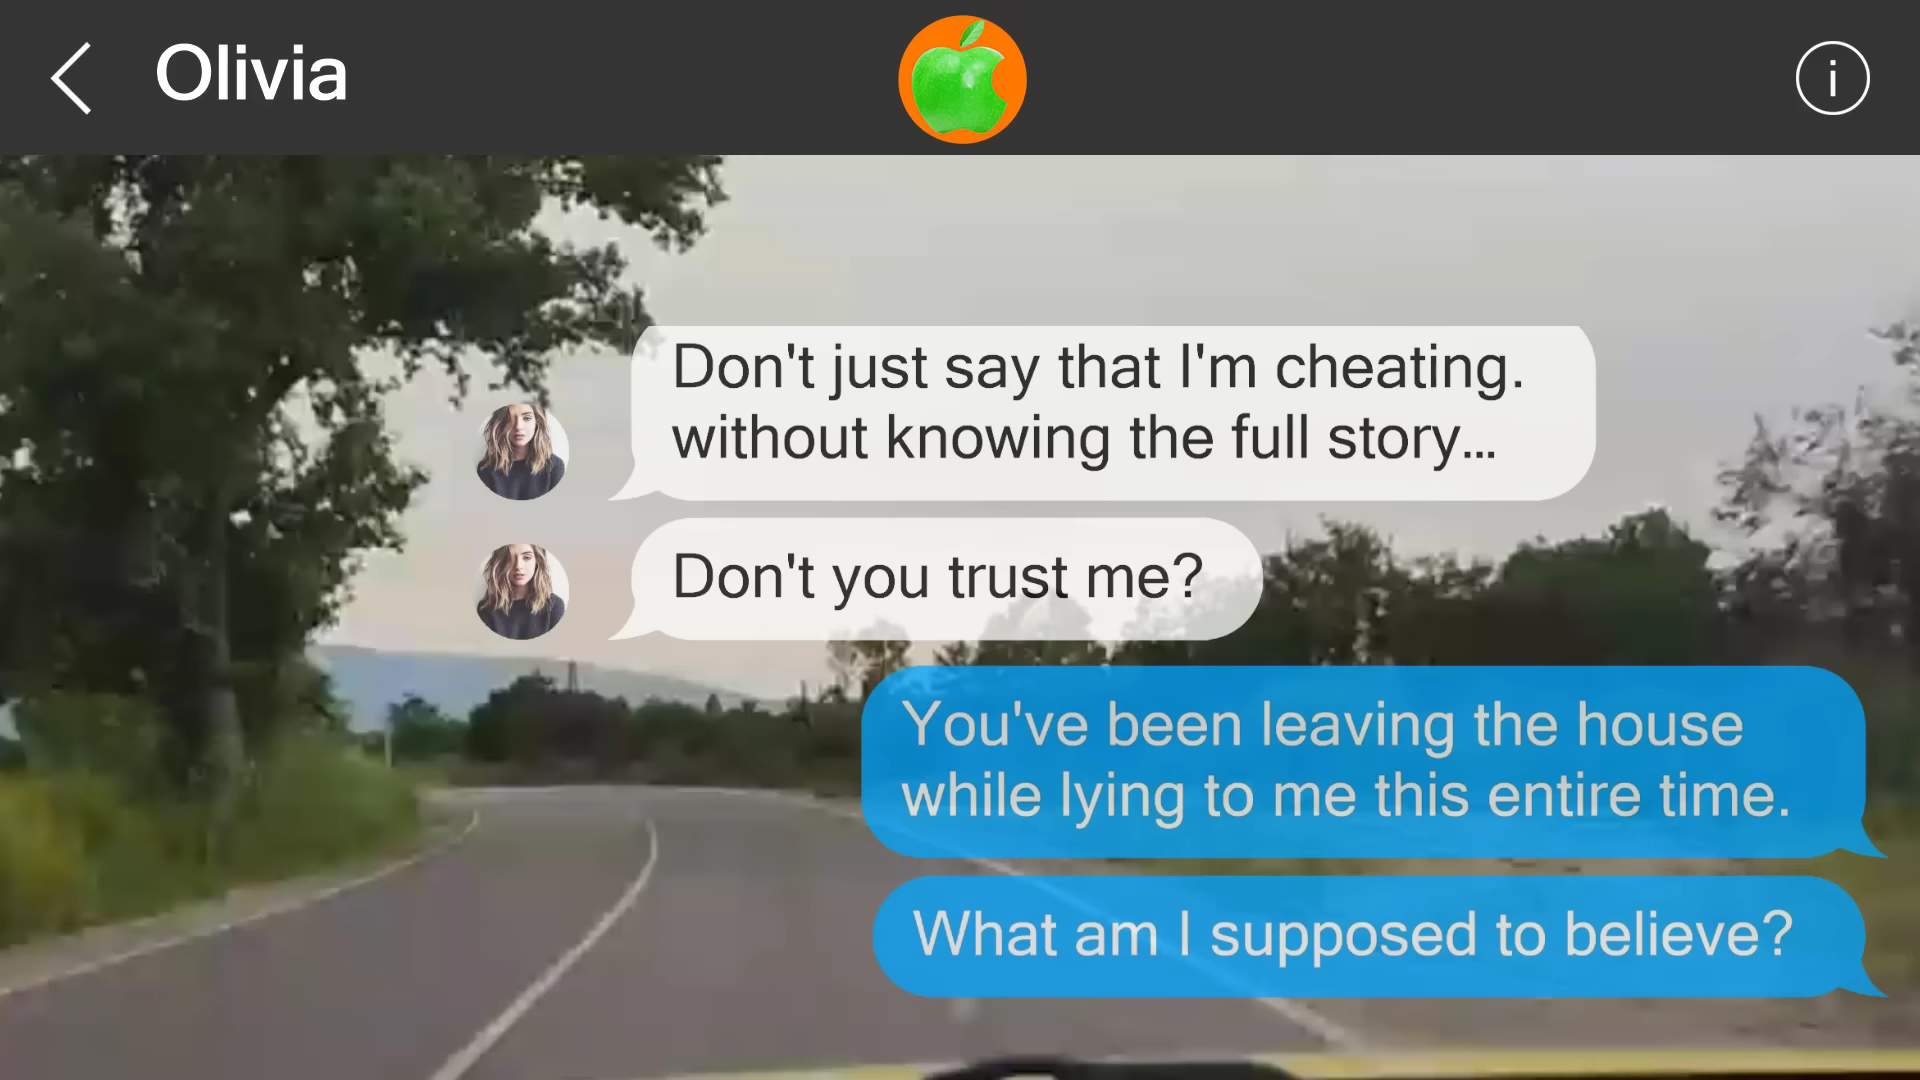 Olivia
Don't just say that I'm cheating.
without knowing the full story...
Don't you trust me?
You've been leaving the house
while lying to me this entire time.
What am I supposed to believe?